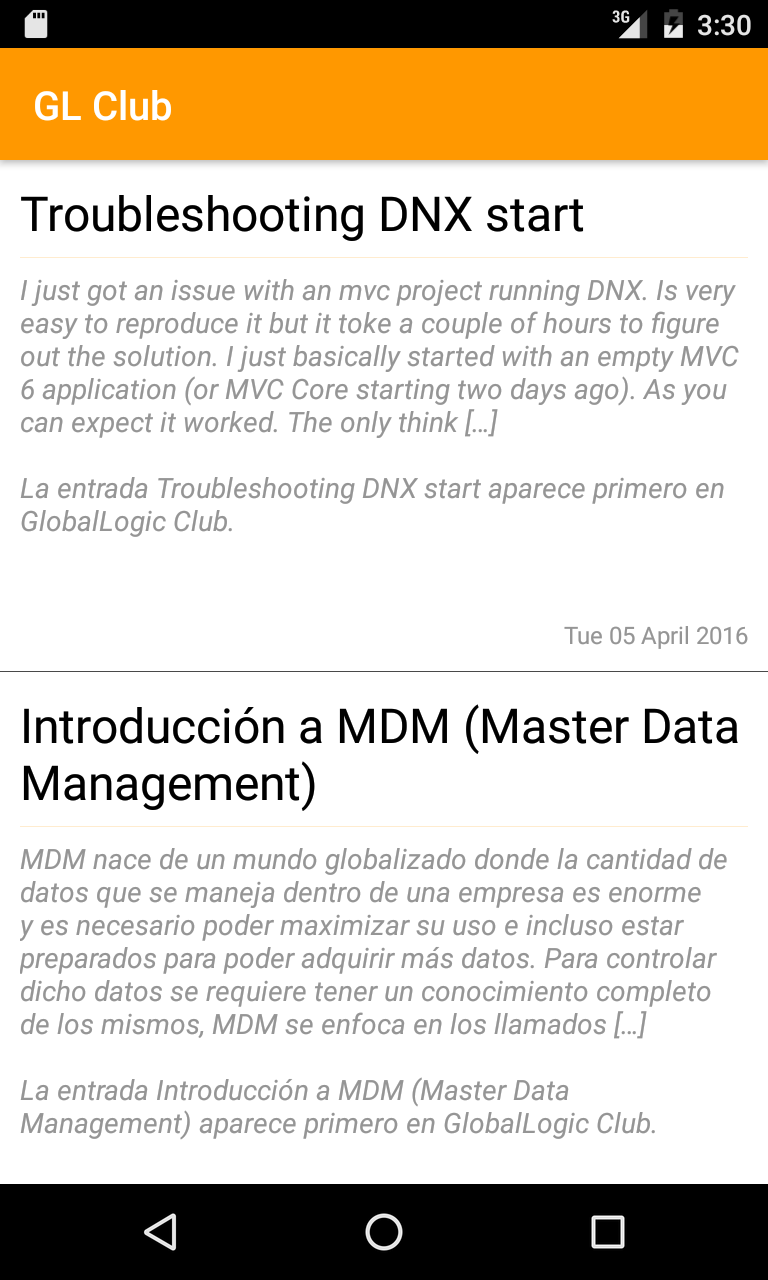 3G 3:30
GL Club
Troubleshooting DNX start
I just got an issue with an mvc project running DNX. Is very
easy to reproduce it but it toke a couple of hours to figure
out the solution. I just basically started with an empty MVC
6 application (or MVC Core starting two days ago). As you
can expect it worked. The only think [...]
La entrada Troubleshooting DNX start aparece primero en
GlobalLogic Club.
Tue 05 April 2016
Introducción a MDM (Master Data
Management)
MDM nace de un mundo globalizado donde la cantidad de
datos que se maneja dentro de una empresa es enorme
y es necesario poder maximizar su uso e incluso estar
preparados para poder adquirir más datos. Para controlar
dicho datos se requiere tener un conocimiento completo
de los mismos, MDM se enfoca en los llamados [...]
La entrada Introducción a MDM (Master Data
Management) aparece primero en GlobalLogic Club.